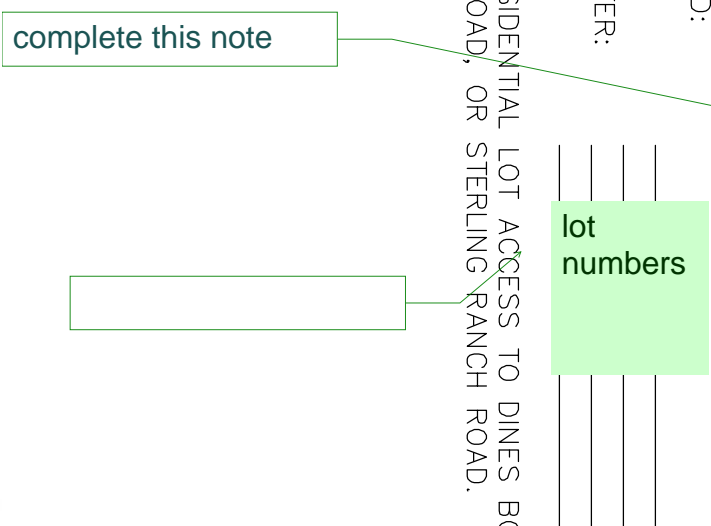 complete this note
lot
numbers
D:
ER:
SIDENTIAL LOT ACCESS TO DINES BO
OAD, OR STERLING RANCH ROAD.